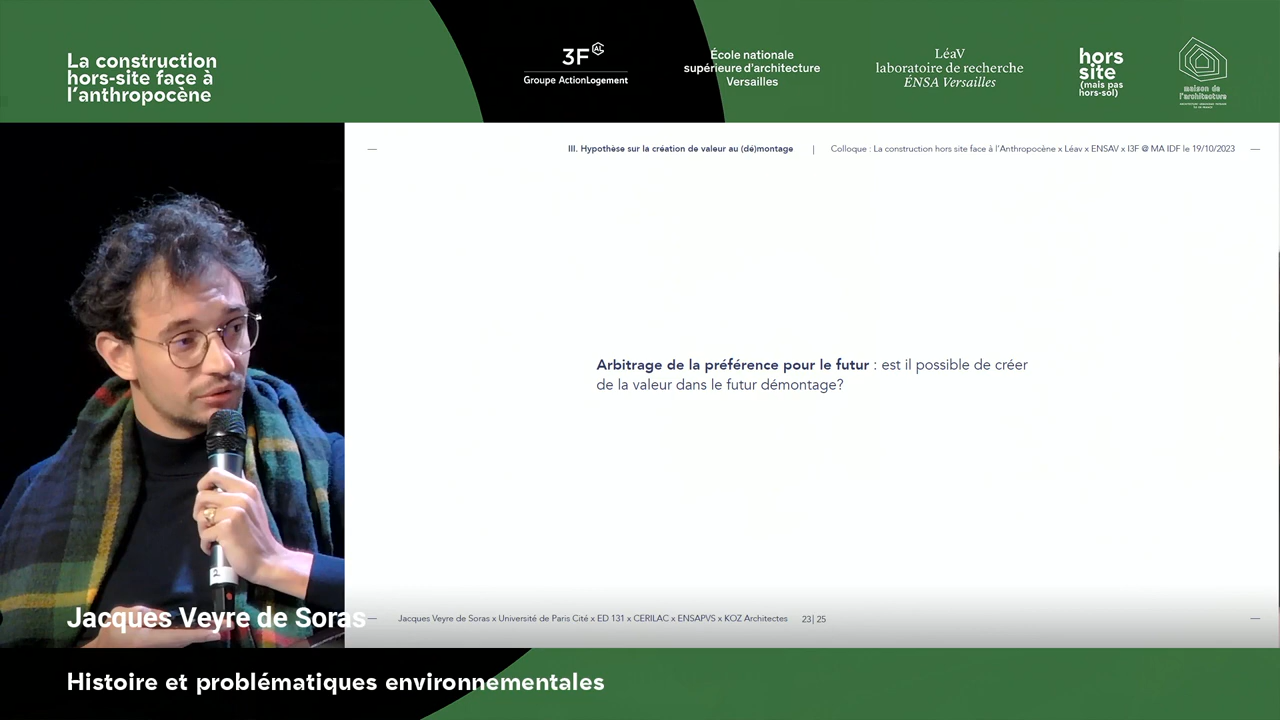 La construction
hors-site face à
l'anthropocène
3F AL
Groupe ActionLogement
École nationale
supérieure d'architecture
Versailles
LéaV
laboratoire de recherche
ÉNSA Versailles
hors
site
(mais pas
hors-sol)
maison de
l'architecture
III. Hypothèse sur la création de valeur au (dé)montage | Colloque : La construction hors site face à l'Anthropocène x Léav x ENSAV x I3F @ MA IDF le 19/10/2023
Arbitrage de la préférence pour le futur : est il possible de créer
de la valeur dans le futur démontage?
2
Jacques Veyre de Soras
Jacques Veyre de Soras x Université de Paris Cité x ED 131 x CERILAC x ENSAPVS x KOZ Architectes 23| 25
Histoire et problématiques environnementales